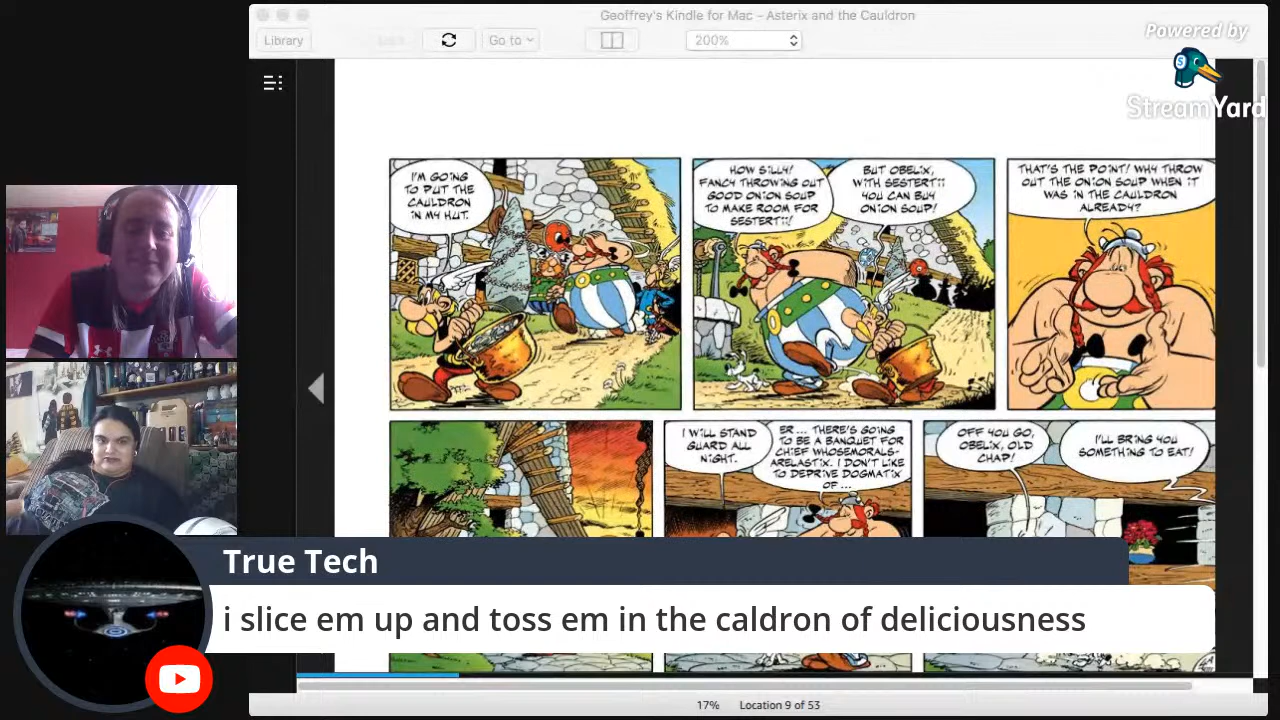 Geoffrey's Kindle for Mac - Asterix and the Cauldron
Library
Go to
200%
Powered by
StreamYard
I'M GOING
TO PUT THE
CAULDRON
IN MY HUT.
HOW SILLY!
FANCY THROWING OUT
GOOD ONION SOUP
TO MAKE ROOM FOR
SESTERTII!
BUT OBELIX,
WITH SESTERTII
YOU CAN BUY
ONION SOUP!
THAT'S THE POINT! WHY THROW
OUT THE ONION SOUP WHEN IT
WAS IN THE CAULDRON
ALREADY?
I WILL STAND
GUARD ALL
NIGHT.
ER... THERE'S GOING
TO BE A BANQUET FOR
CHIEF WHOSEMORALS-
ARELASTIX. I DON'T LIKE
TO DEPRIVE DOGMATIX
OF ...
OFF YOU GO,
OBELIX, OLD
CHAP!
I'LL BRING YOU
SOMETHING TO EAT!
True Tech
i slice em up and toss em in the caldron of deliciousness
17% Location 9 of 53